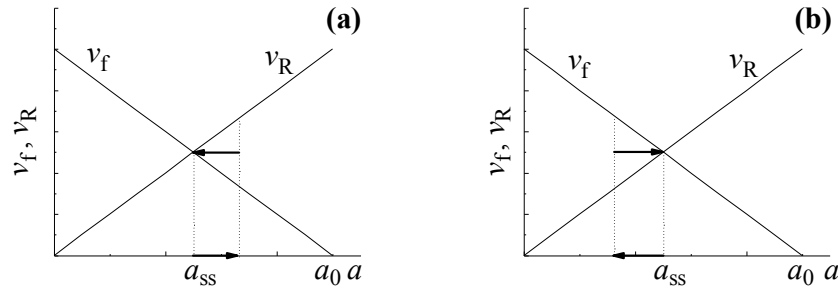 (a)
v_f
v_R
v_f, v_R
a_ss
a_0 a
(b)
v_f
v_R
v_f, v_R
a_ss
a_0 a